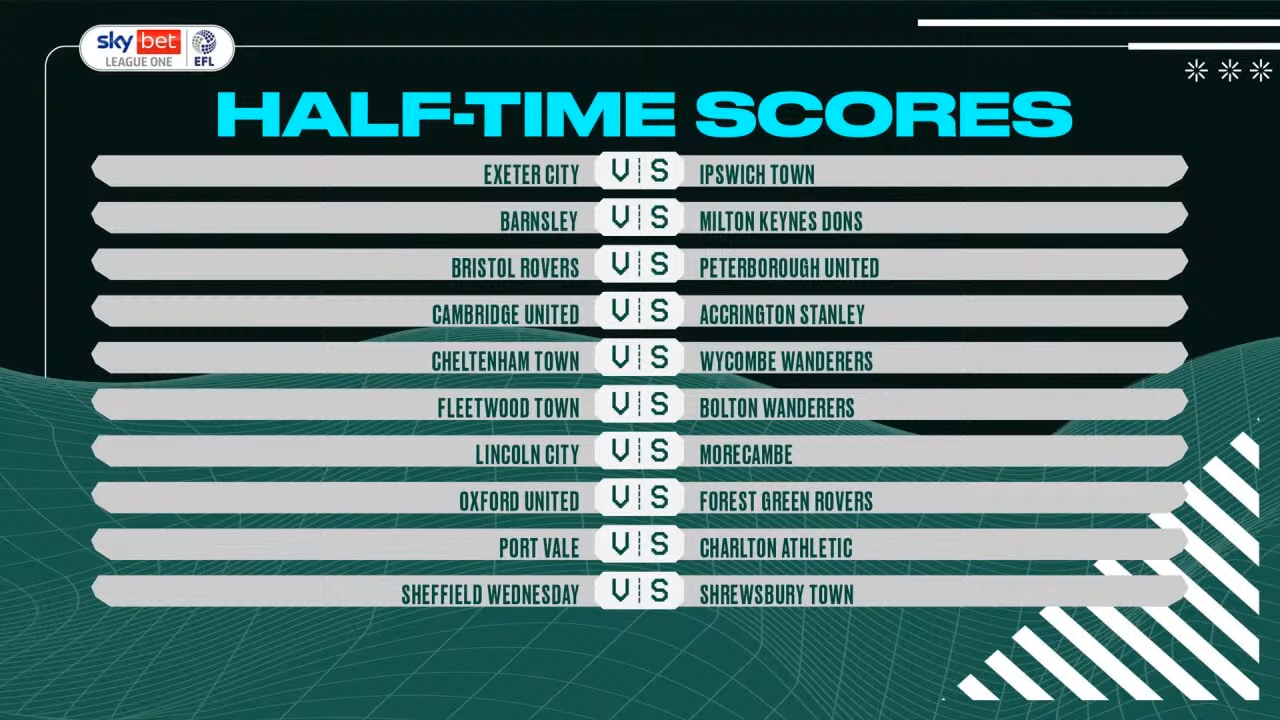 sky bet
LEAGUE ONE EFL
HALF-TIME SCORES
EXETER CITY V S IPSWICH TOWN
BARNSLEY V S MILTON KEYNES DONS
BRISTOL ROVERS V S PETERBOROUGH UNITED
CAMBRIDGE UNITED V S ACCRINGTON STANLEY
CHELTENHAM TOWN V S WYCOMBE WANDERERS
FLEETWOOD TOWN V S BOLTON WANDERERS
LINCOLN CITY V S MORECAMBE
OXFORD UNITED V S FOREST GREEN ROVERS
PORT VALE V S CHARLTON ATHLETIC
SHEFFIELD WEDNESDAY V S SHREWSBURY TOWN